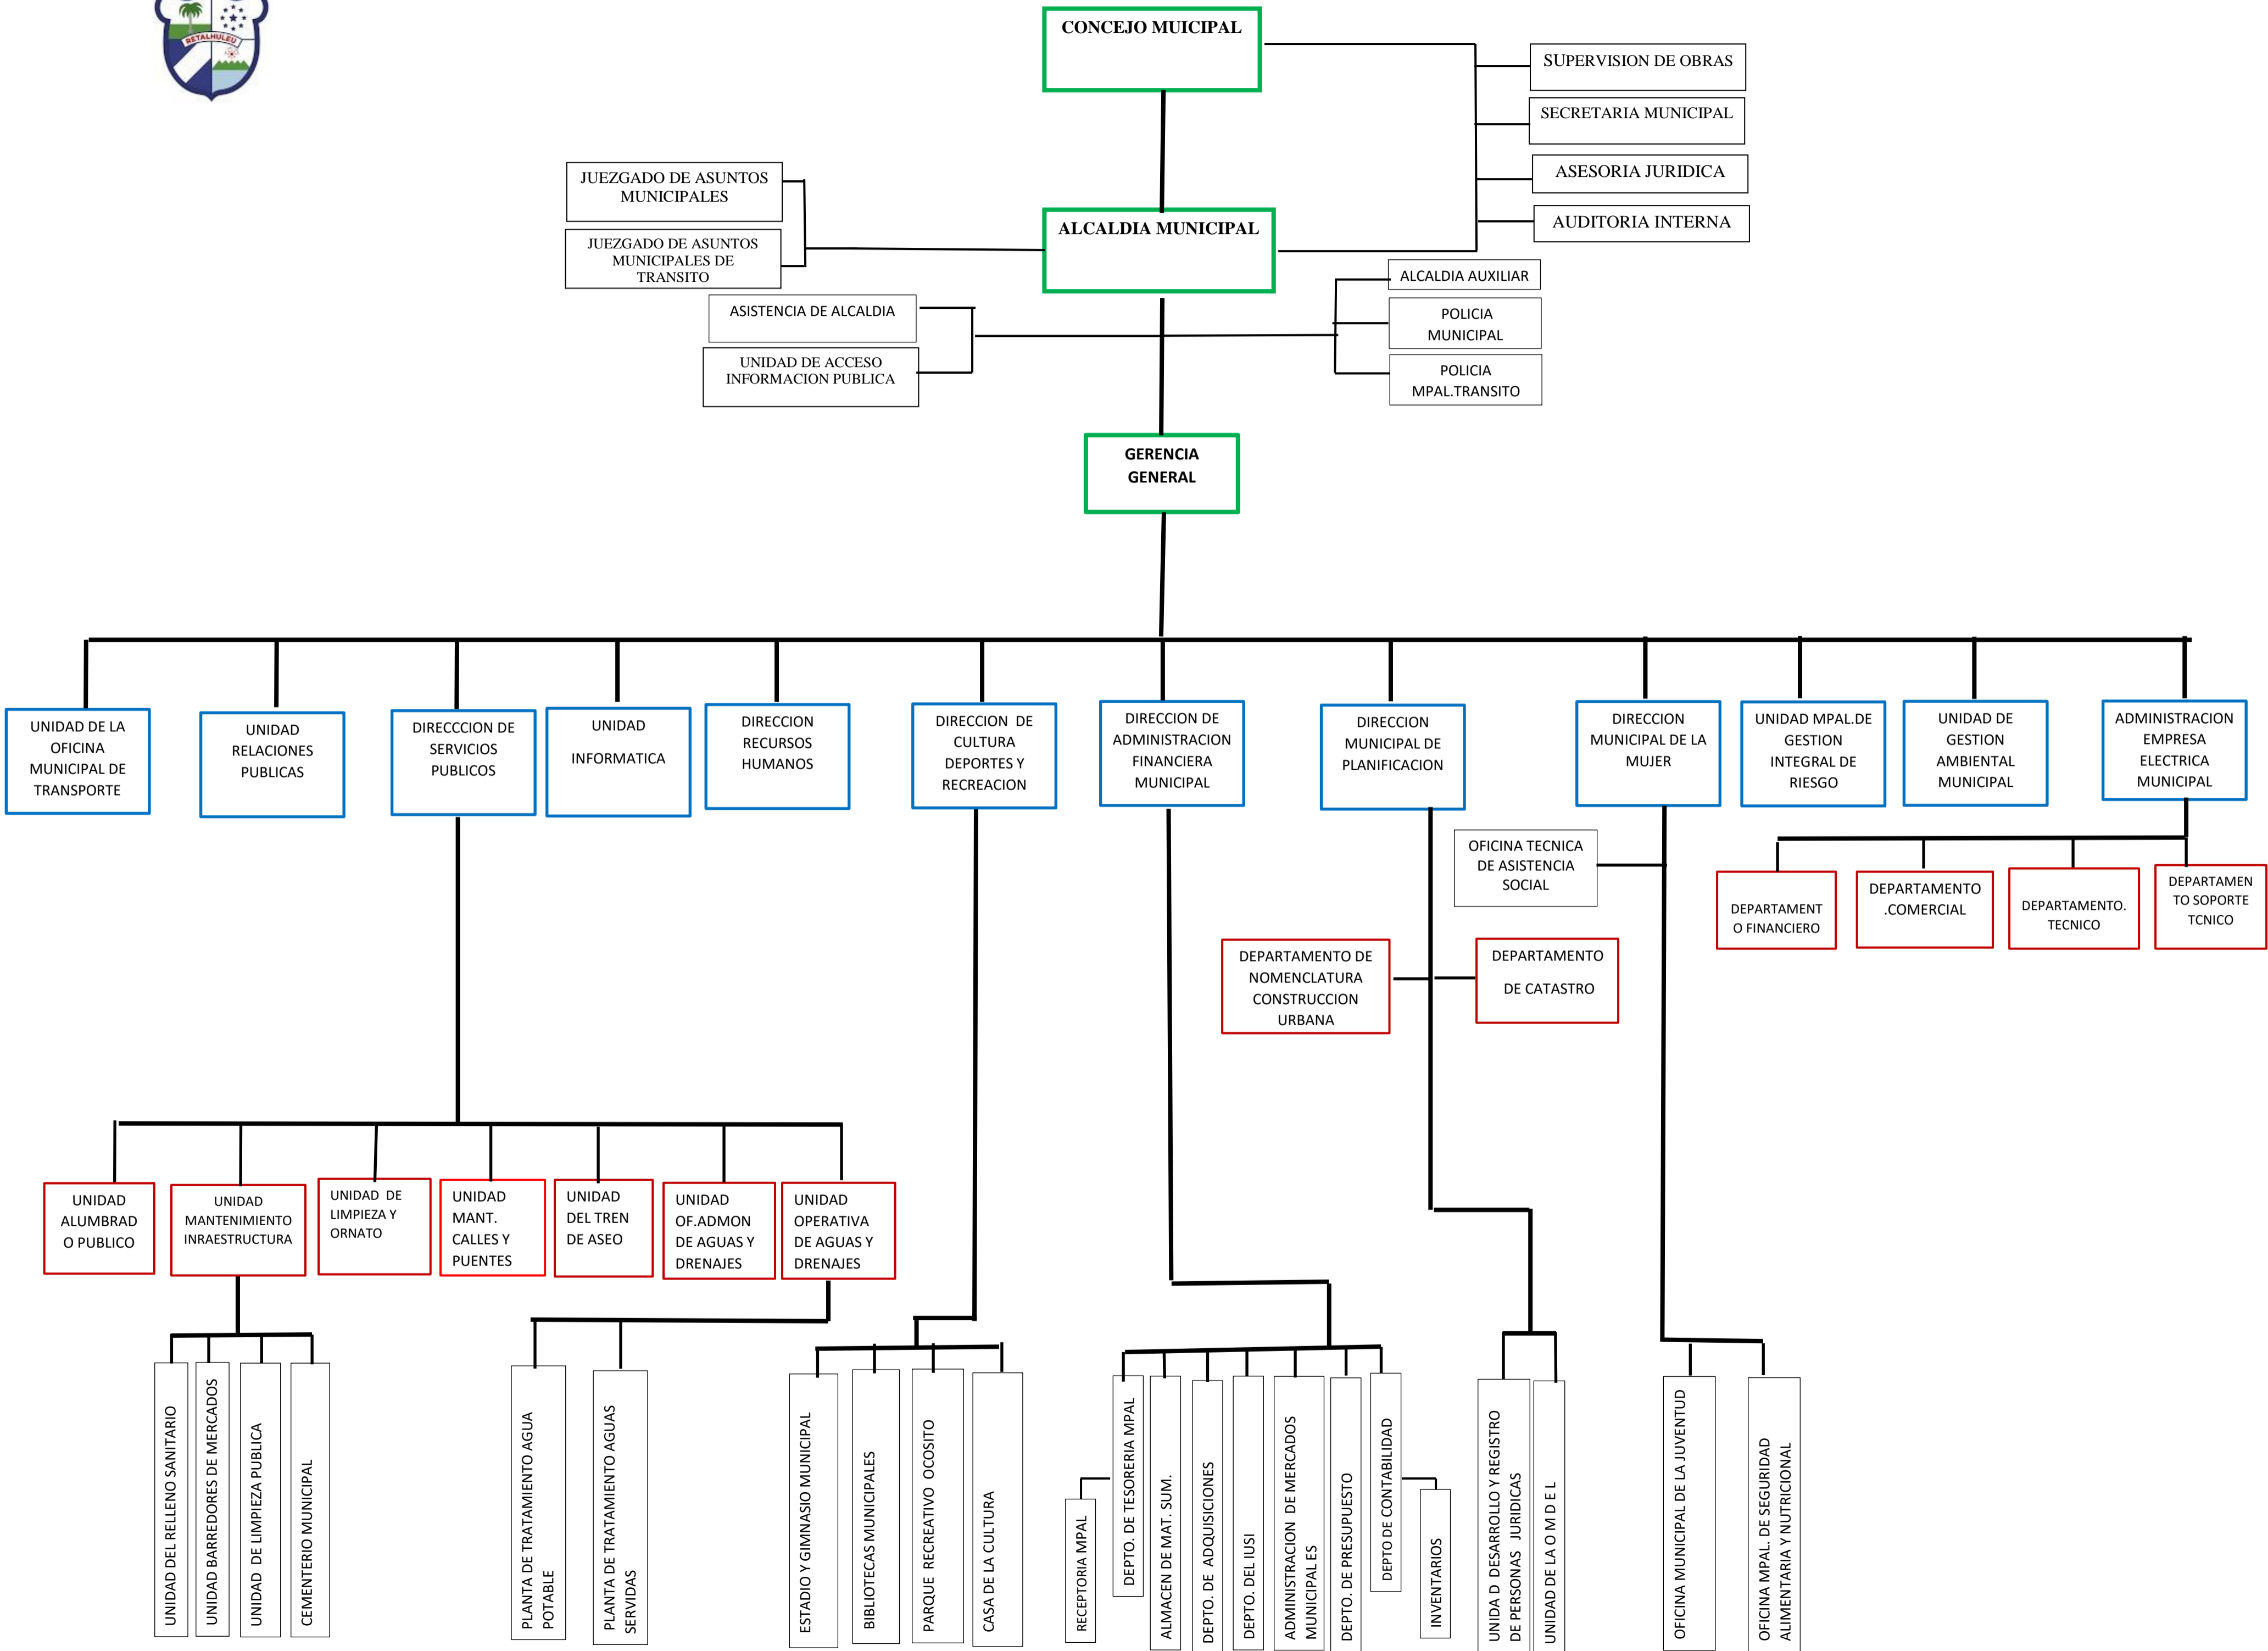 RETALHULEU
CONCEJO MUICIPAL
SUPERVISION DE OBRAS
SECRETARIA MUNICIPAL
ASESORIA JURIDICA
AUDITORIA INTERNA
JUEZGADO DE ASUNTOS
MUNICIPALES
JUEZGADO DE ASUNTOS
MUNICIPALES DE
TRANSITO
ALCALDIA MUNICIPAL
ASISTENCIA DE ALCALDIA
UNIDAD DE ACCESO
INFORMACION PUBLICA
ALCALDIA AUXILIAR
POLICIA
MUNICIPAL
POLICIA
MPAL.TRANSITO
GERENCIA
GENERAL
UNIDAD DE LA
OFICINA
MUNICIPAL DE
TRANSPORTE
UNIDAD
RELACIONES
PUBLICAS
DIRECCCION DE
SERVICIOS
PUBLICOS
UNIDAD
INFORMATICA
DIRECCION
RECURSOS
HUMANOS
DIRECCION DE
CULTURA
DEPORTES Y
RECREACION
DIRECCION DE
ADMINISTRACION
FINANCIERA
MUNICIPAL
DIRECCION
MUNICIPAL DE
PLANIFICACION
DIRECCION
MUNICIPAL DE LA
MUJER
UNIDAD MPAL.DE
GESTION
INTEGRAL DE
RIESGO
UNIDAD DE
GESTION
AMBIENTAL
MUNICIPAL
ADMINISTRACION
EMPRESA
ELECTRICA
MUNICIPAL
OFICINA TECNICA
DE ASISTENCIA
SOCIAL
DEPARTAMENT
O FINANCIERO
DEPARTAMENTO
.COMERCIAL
DEPARTAMENTO.
TECNICO
DEPARTAMEN
TO SOPORTE
TCNICO
DEPARTAMENTO DE
NOMENCLATURA
CONSTRUCCION
URBANA
DEPARTAMENTO
DE CATASTRO
UNIDAD
ALUMBRAD
O PUBLICO
UNIDAD
MANTENIMIENTO
INRAESTRUCTURA
UNIDAD DE
LIMPIEZA Y
ORNATO
UNIDAD
MANT.
CALLES Y
PUENTES
UNIDAD
DEL TREN
DE ASEO
UNIDAD
OF.ADMON
DE AGUAS Y
DRENAJES
UNIDAD
OPERATIVA
DE AGUAS Y
DRENAJES
UNIDAD DEL RELLENO SANITARIO
UNIDAD BARREDORES DE MERCADOS
UNIDAD DE LIMPIEZA PUBLICA
CEMENTERIO MUNICIPAL
PLANTA DE TRATAMIENTO AGUA
POTABLE
PLANTA DE TRATAMIENTO AGUAS
SERVIDAS
ESTADIO Y GIMNASIO MUNICIPAL
BIBLIOTECAS MUNICIPALES
PARQUE RECREATIVO OCOSITO
CASA DE LA CULTURA
RECEPTORIA MPAL
DEPTO. DE TESORERIA MPAL
ALMACEN DE MAT. SUM.
DEPTO. DE ADQUISICIONES
DEPTO. DEL IUSI
ADMINISTRACION DE MERCADOS
MUNICIPAL ES
DEPTO. DE PRESUPUESTO
DEPTO DE CONTABILIDAD
INVENTARIOS
UNIDA D DESARROLLO Y REGISTRO
DE PERSONAS JURIDICAS
UNIDAD DE LA O M D E L
OFICINA MUNICIPAL DE LA JUVENTUD
OFICINA MPAL. DE SEGURIDAD
ALIMENTARIA Y NUTRICIONAL